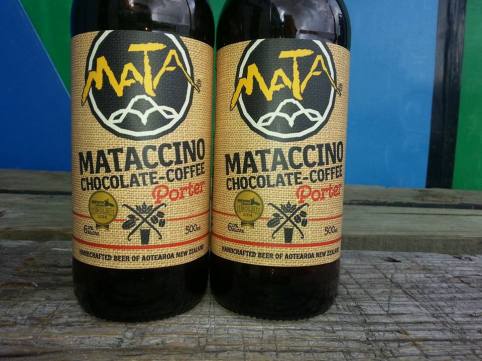 MATA
MATACCINO
CHOCOLATE-COFFEE
Porter
500ml
HANDCRAFTED BEER OF AOTEAROA NEW ZEALAND
MATA
MATACCINO
CHOCOLATE-COFFEE
Porter
500ml
HANDCRAFTED BEER OF AOTEAROA NEW ZEALAND